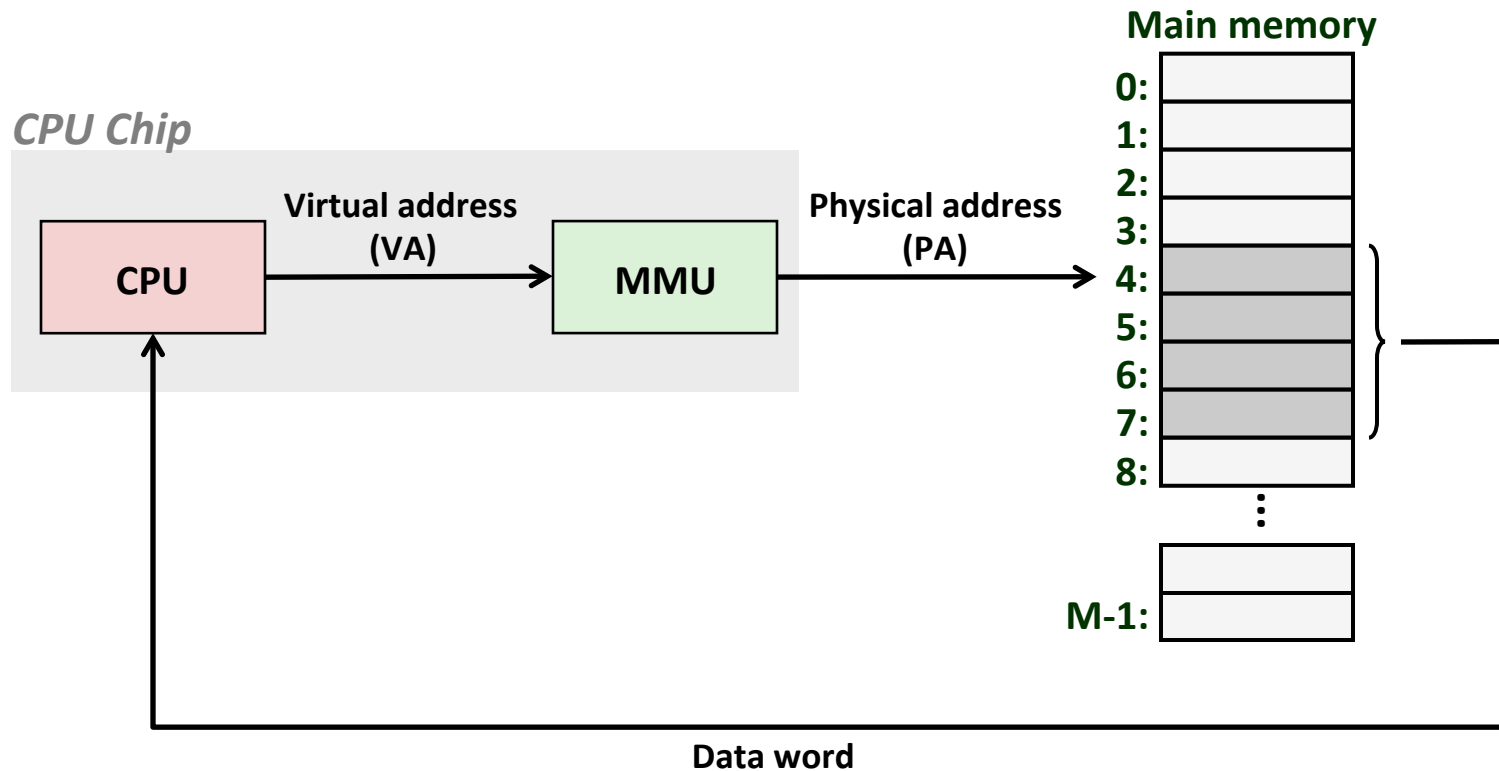 Main memory
CPU Chip
CPU
Virtual address
(VA)
MMU
Physical address
(PA)
0:
1:
2:
3:
4:
5:
6:
7:
8:
...
M-1:
Data word